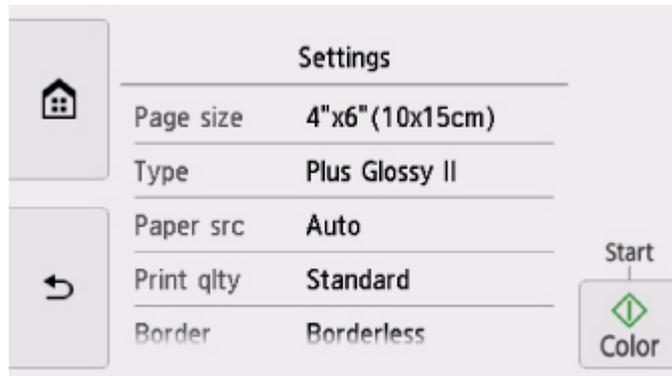 Settings
Page size 4"x6"(10x15cm)
Type Plus Glossy II
Paper src Auto
Print qlty Standard
Border Borderless
Start
Color